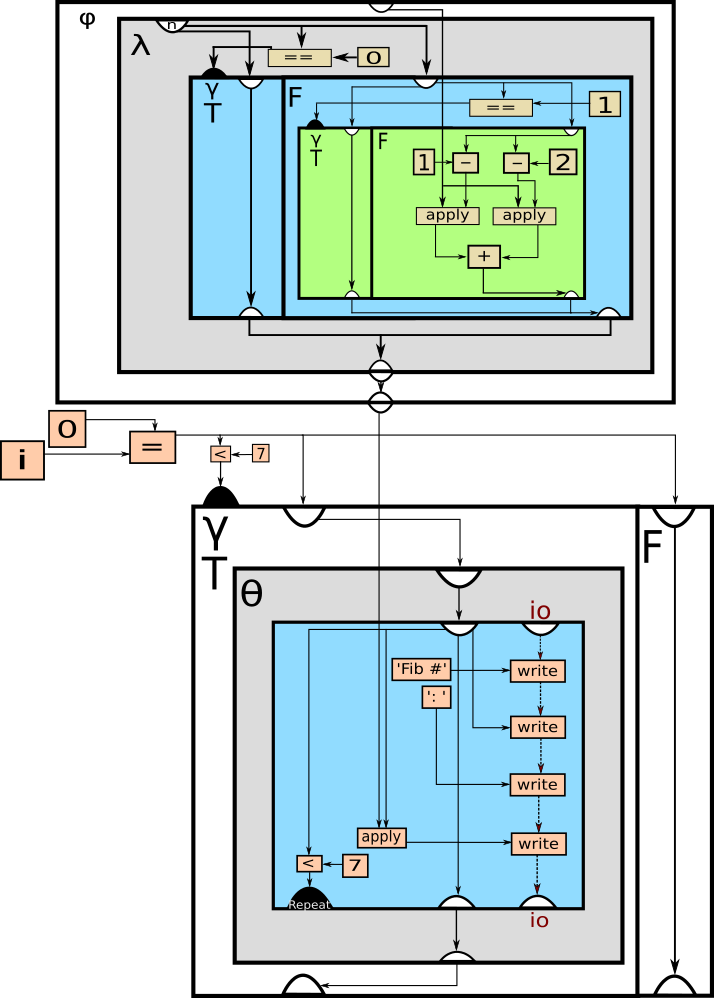 φ
n
λ
== 0
γ
T
F
== 1
γ
T
F
1 − − 2
apply apply
+
0
i =
< 7
γ
T
F
θ
io
'Fib #' write
': '
write
write
apply write
< 7
Repeat
io